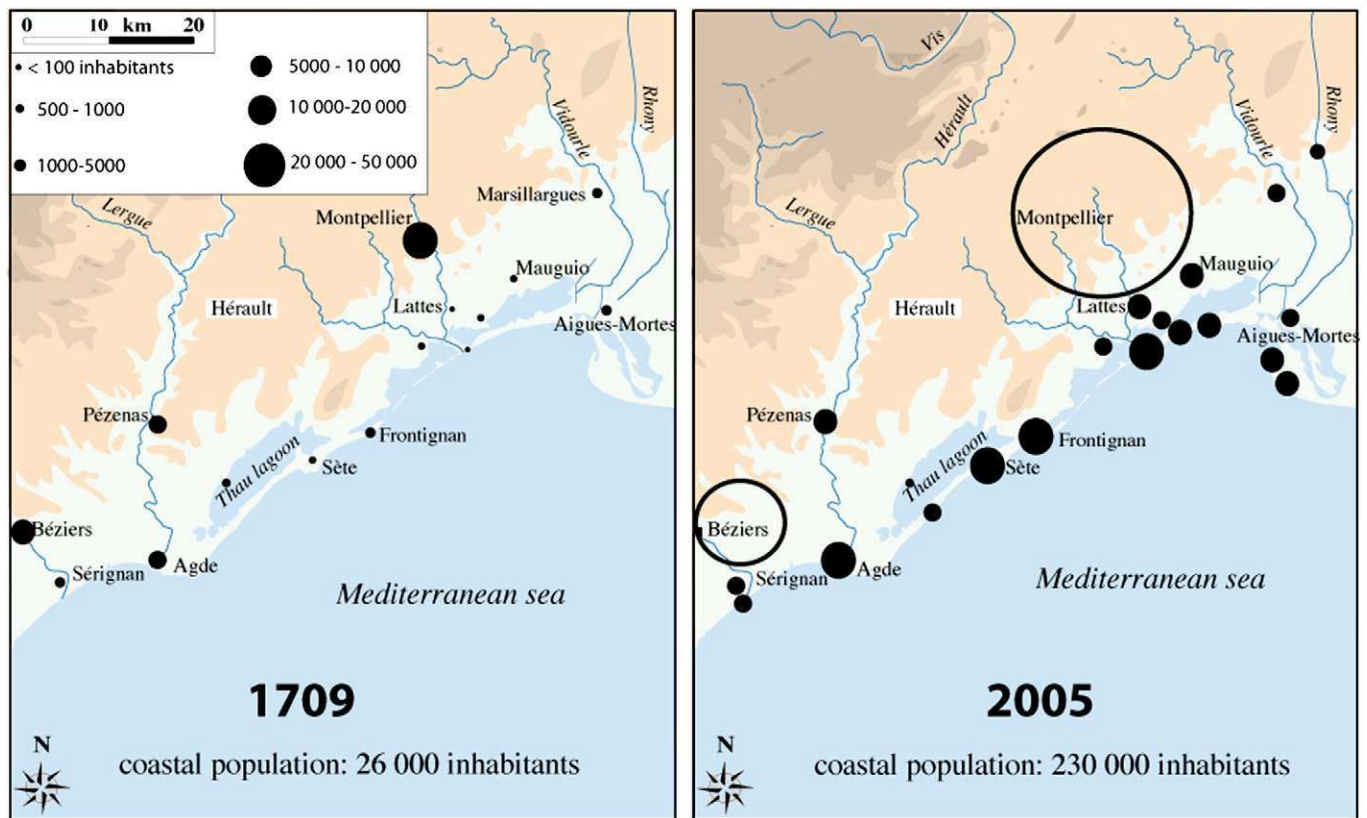 0 10 km 20
< 100 inhabitants
500 - 1000
1000-5000
5000 - 10 000
10 000-20 000
20 000 - 50 000
Vidourle
Rhony
Lergue
Montpellier
Marsillargues
Mauguio
Hérault
Lattes
Aigues-Mortes
Pézenas
Frontignan
Thau lagoon
Sète
Béziers
Agde
Sérignan
Mediterranean sea
1709
N
coastal population: 26 000 inhabitants
Vis
Hérault
Vidourle
Rhony
Lergue
Montpellier
Mauguio
Hérault
Lattes
Aigues-Mortes
Pézenas
Frontignan
Thau lagoon
Sète
Béziers
Agde
Sérignan
Mediterranean sea
2005
N
coastal population: 230 000 inhabitants